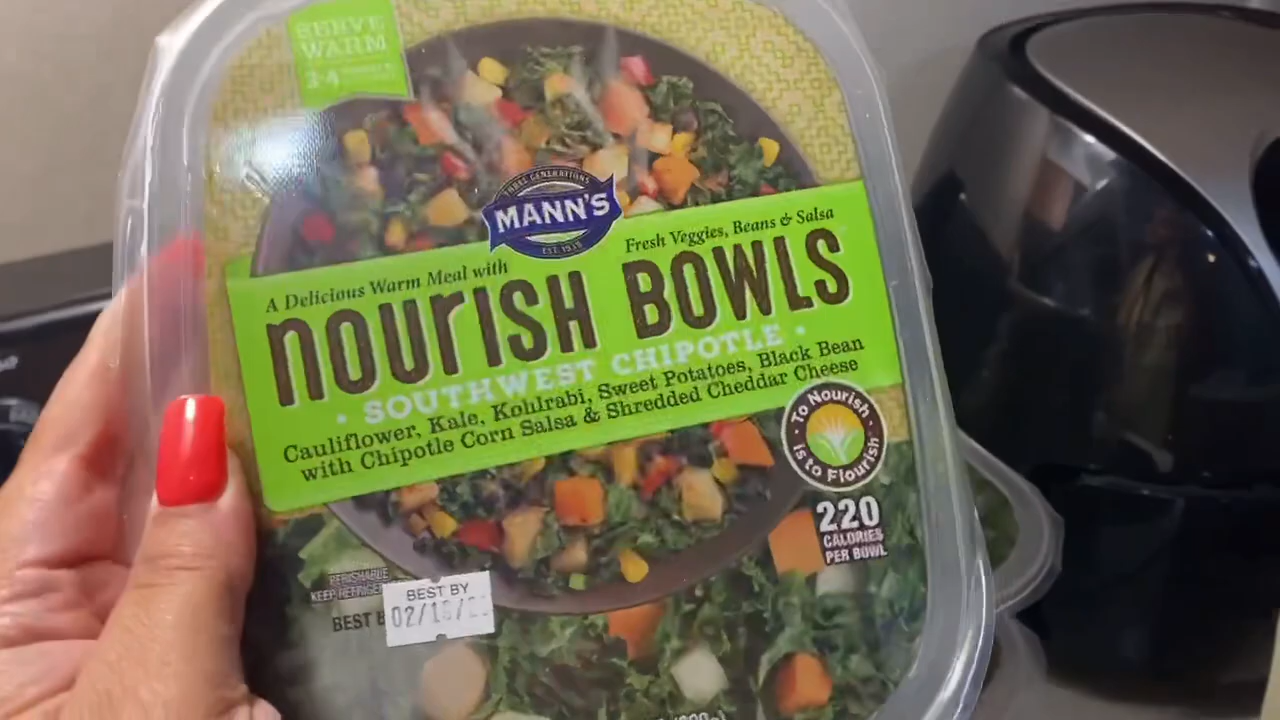 SERVE
WARM
3-4
THREE GENERATIONS
MANN'S
EST. 1939
A Delicious Warm Meal with
Fresh Veggies, Beans & Salsa
NOURISH BOWLS
• SOUTHWEST CHIPOTLE •
Cauliflower, Kale, Kohlrabi, Sweet Potatoes, Black Bean
with Chipotle Corn Salsa & Shredded Cheddar Cheese
To Nourish
is to Flourish
220
CALORIES
PER BOWL
PERISHABLE
KEEP
BEST
BEST BY